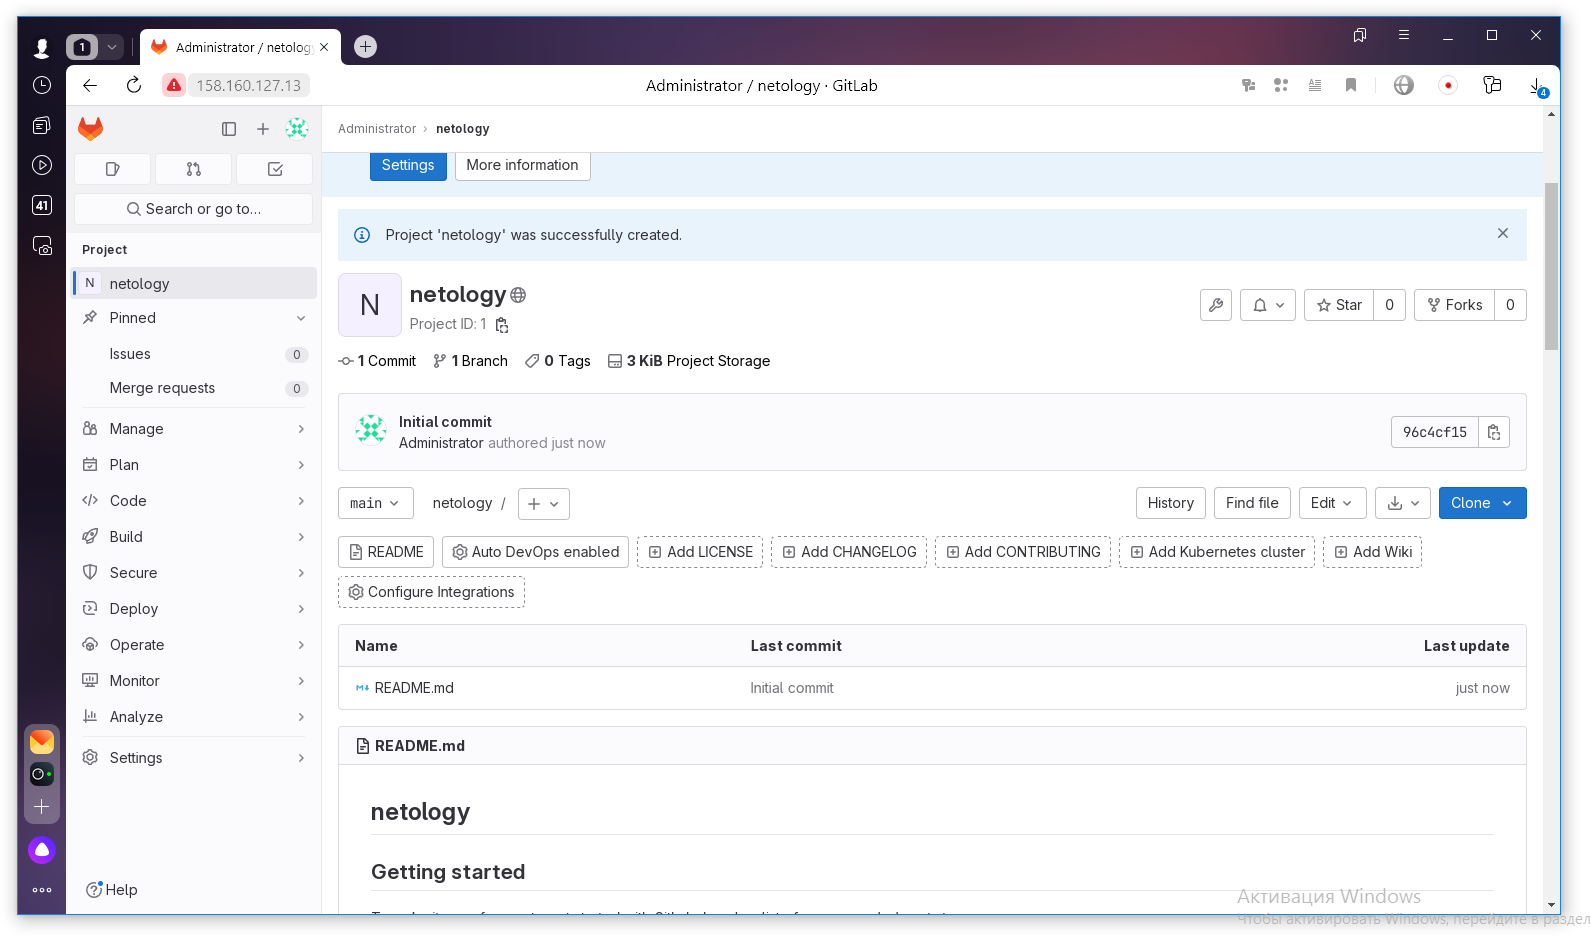 1
Administrator / netology
158.160.127.13
Administrator / netology · GitLab
4
41
Administrator › netology
Settings
More information
Search or go to…
Project
N netology
Pinned
Issues 0
Merge requests 0
Manage
Plan
Code
Build
Secure
Deploy
Operate
Monitor
Analyze
Settings
Help
Project 'netology' was successfully created.
N
netology
Project ID: 1
Star 0
Forks 0
1 Commit 1 Branch 0 Tags 3 KiB Project Storage
Initial commit
Administrator authored just now
96c4cf15
main
netology /
History
Find file
Edit
Clone
README
Auto DevOps enabled
Add LICENSE
Add CHANGELOG
Add CONTRIBUTING
Add Kubernetes cluster
Add Wiki
Configure Integrations
Name Last commit Last update
README.md Initial commit just now
README.md
netology
Getting started
Активация Windows
Чтобы активировать Windows, перейдите в раздел